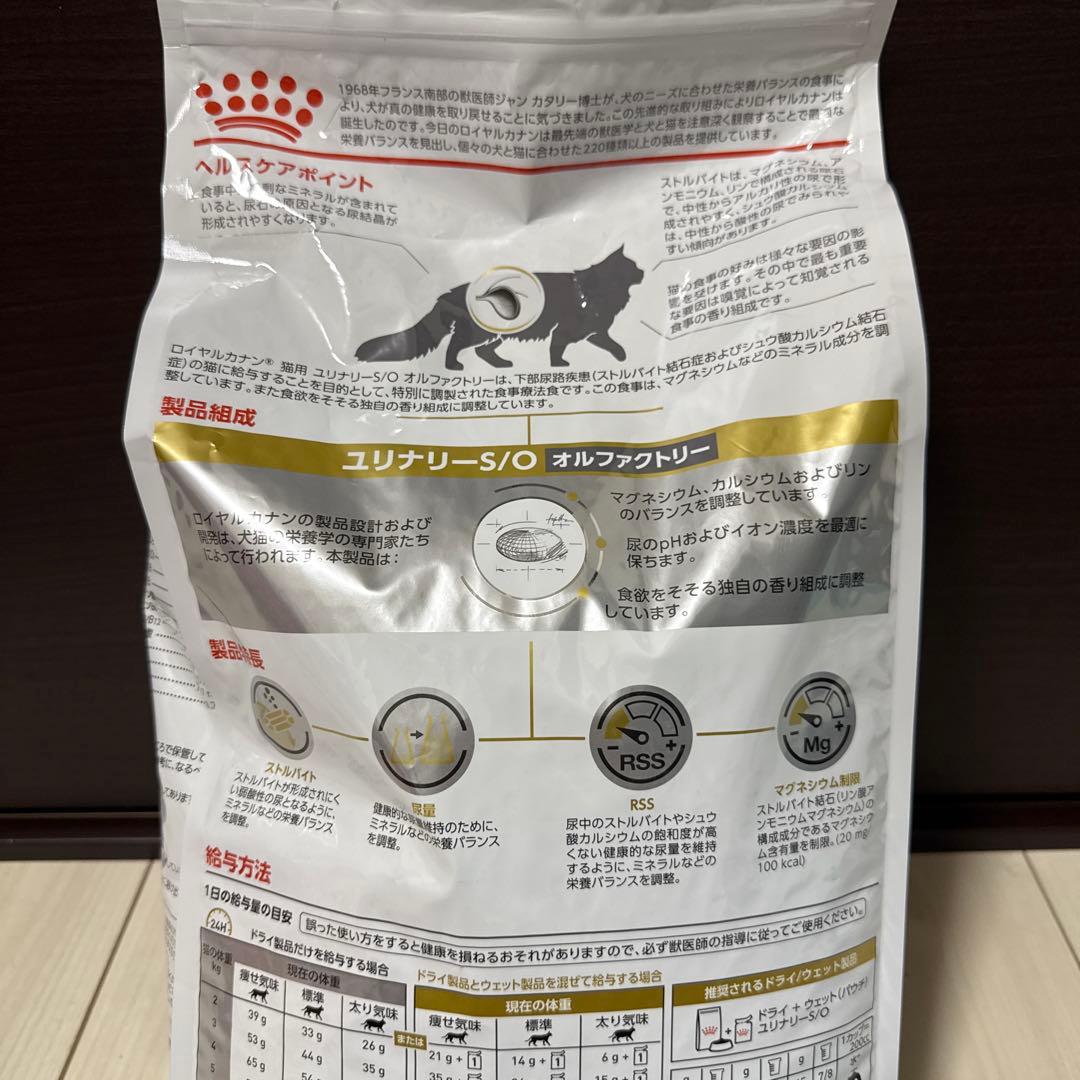 1968年フランス南部の獣医師ジャン カタリー博士が、犬のニーズに合わせた栄養バランスの食事に
より、犬が真の健康を取り戻せることに気づきました。この先進的な取り組みによりロイヤルカナンは
誕生したのです。今日のロイヤルカナンは最先端の獣医学と犬と猫を注意深く観察することで最適な
栄養バランスを見出し、個々の犬と猫に合わせた220種類以上の製品を提供しています。
ヘルスケアポイント
食事中 剰なミネラルが含まれて
いると、尿石の原因となる尿結晶が
形成されやすくなります。
ストルバイトは、マグネシウム、ア
ンモニウム、リンで構成される尿石
で、中性からアルカリ性の尿で形
成されやすく、シュウ酸カルシウム
は、中性から酸性の尿でみられや
すい傾向があります。
猫の食事の好みは様々な要因の影
響を受けます。その中で最も重要
な要因は嗅覚によって知覚される
食事の香り組成です。
ロイヤルカナン® 猫用 ユリナリーS/O オルファクトリーは、下部尿路疾患(ストルバイト結石症およびシュウ酸カルシウム結石
症)の猫に給与することを目的として、特別に調製された食事療法食です。この食事は、マグネシウムなどのミネラル成分を調
整しています。また食欲をそそる独自の香り組成に調整しています。
製品組成
ユリナリーS/O オルファクトリー
ロイヤルカナンの製品設計および
開発は、犬猫の栄養学の専門家たち
によって行われます。本製品は:
マグネシウム、カルシウムおよびリン
のバランスを調整しています。
尿のpHおよびイオン濃度を最適に
保ちます。
食欲をそそる独自の香り組成に調整
しています。
製品特長
RSS
Mg
ストルバイト
ストルバイトが形成されにく
い弱酸性の尿となるように、
ミネラルなどの栄養バランス
を調整。
尿量
健康的な尿量維持のために、
ミネラルなどの栄養バランス
を調整。
RSS
尿中のストルバイトやシュウ
酸カルシウムの飽和度が高
くない健康的な尿量を維持
するように、ミネラルなどの
栄養バランスを調整。
マグネシウム制限
ストルバイト結石(リン酸ア
ンモニウムマグネシウム)の
構成成分であるマグネシウ
ム含有量を制限。(20 mg/
100 kcal)
給与方法
1日の給与量の目安
誤った使い方をすると健康を損ねるおそれがありますので、必ず獣医師の指導に従ってご使用ください。
24H
ドライ製品だけを給与する場合
猫の体重
kg
現在の体重
痩せ気味 標準 太り気味
2 39 g 33 g 26 g
3 53 g 44 g 35 g
4 65 g
5
または
ドライ製品とウェット製品を混ぜて給与する場合
現在の体重
痩せ気味 標準 太り気味
21 g + 1 14 g + 1 6 g + 1
推奨されるドライ/ウェット製品
ドライ + ウェット(パウチ)
ユリナリーS/O
1カップ=
200cc
g g
7/8